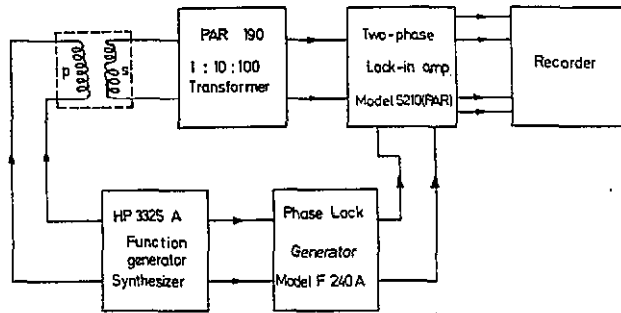 p
s
PAR 190
1 : 10 : 100
Transformer
Two-phase
Lock-in amp.
Model 5210(PAR)
Recorder
HP 3325 A
Function
generator
Synthesizer
Phase Lock
Generator
Model F 240 A